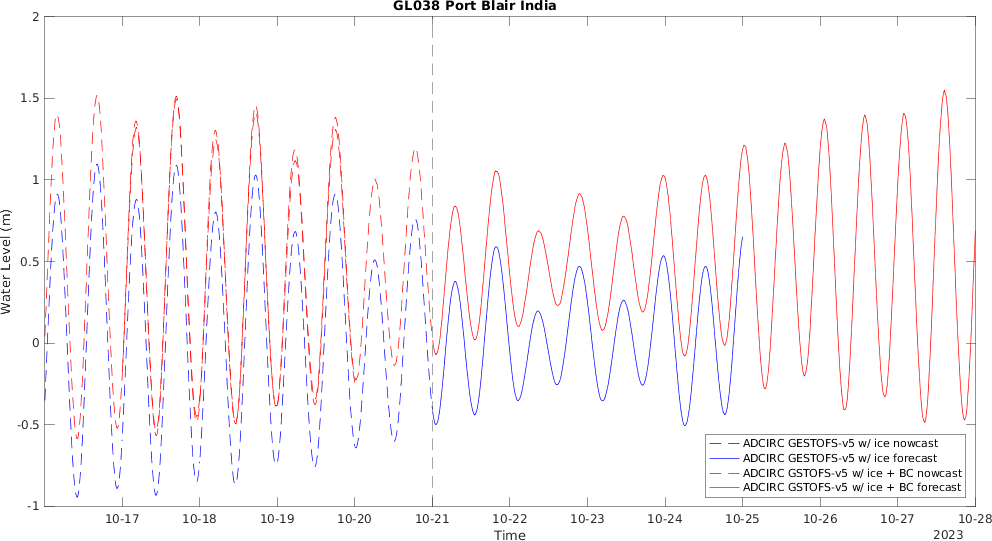 GL038 Port Blair India
2
1.5
1
0.5
0
-0.5
-1
Water Level (m)
10-17
10-18
10-19
10-20
10-21
10-22
10-23
10-24
10-25
10-26
10-27
10-28
Time
2023
ADCIRC GESTOFS-v5 w/ ice nowcast
ADCIRC GESTOFS-v5 w/ ice forecast
ADCIRC GSTOFS-v5 w/ ice + BC nowcast
ADCIRC GSTOFS-v5 w/ ice + BC forecast